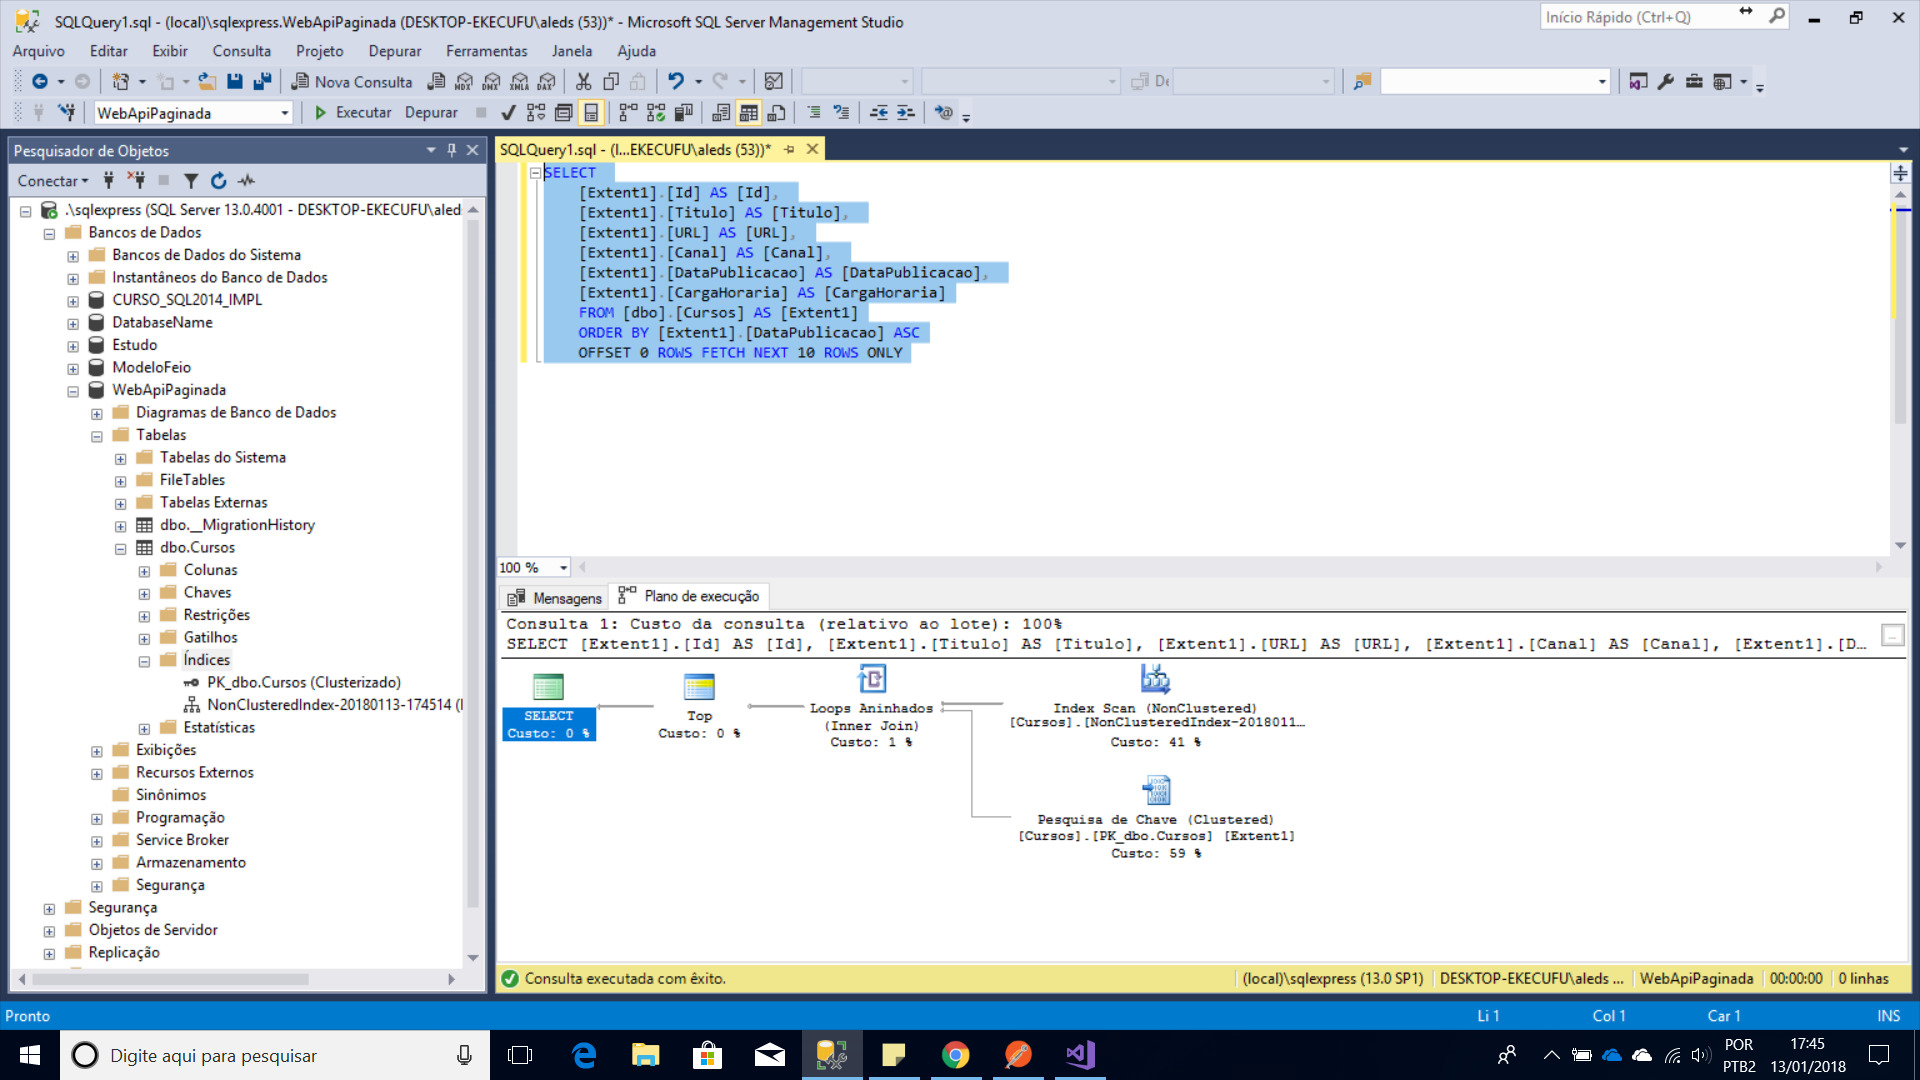 SQLQuery1.sql - (local)\sqlexpress.WebApiPaginada (DESKTOP-EKECUFU\aleds (53))* - Microsoft SQL Server Management Studio
Início Rápido (Ctrl+Q)
Arquivo Editar Exibir Consulta Projeto Depurar Ferramentas Janela Ajuda
Nova Consulta MDX DMX XMLA DAX
WebApiPaginada Executar Depurar
Pesquisador de Objetos
Conectar
.\sqlexpress (SQL Server 13.0.4001 - DESKTOP-EKECUFU\aled
Bancos de Dados
Bancos de Dados do Sistema
Instantâneos do Banco de Dados
CURSO_SQL2014_IMPL
DatabaseName
Estudo
ModeloFeio
WebApiPaginada
Diagramas de Banco de Dados
Tabelas
Tabelas do Sistema
FileTables
Tabelas Externas
dbo.__MigrationHistory
dbo.Cursos
Colunas
Chaves
Restrições
Gatilhos
Índices
PK_dbo.Cursos (Clusterizado)
NonClusteredIndex-20180113-174514 (
Estatísticas
Exibições
Recursos Externos
Sinônimos
Programação
Service Broker
Armazenamento
Segurança
Segurança
Objetos de Servidor
Replicação
SQLQuery1.sql - (l...EKECUFU\aleds (53))*
SELECT
[Extent1].[Id] AS [Id],
[Extent1].[Titulo] AS [Titulo],
[Extent1].[URL] AS [URL],
[Extent1].[Canal] AS [Canal],
[Extent1].[DataPublicacao] AS [DataPublicacao],
[Extent1].[CargaHoraria] AS [CargaHoraria]
FROM [dbo].[Cursos] AS [Extent1]
ORDER BY [Extent1].[DataPublicacao] ASC
OFFSET 0 ROWS FETCH NEXT 10 ROWS ONLY
100 %
Mensagens Plano de execução
Consulta 1: Custo da consulta (relativo ao lote): 100%
SELECT [Extent1].[Id] AS [Id], [Extent1].[Titulo] AS [Titulo], [Extent1].[URL] AS [URL], [Extent1].[Canal] AS [Canal], [Extent1].[D...
SELECT
Custo: 0 %
Top
Custo: 0 %
Loops Aninhados
(Inner Join)
Custo: 1 %
Index Scan (NonClustered)
[Cursos].[NonClusteredIndex-2018011...
Custo: 41 %
Pesquisa de Chave (Clustered)
[Cursos].[PK_dbo.Cursos] [Extent1]
Custo: 59 %
Consulta executada com êxito.
(local)\sqlexpress (13.0 SP1) DESKTOP-EKECUFU\aleds ... WebApiPaginada 00:00:00 0 linhas
Pronto Li 1 Col 1 Car 1 INS
Digite aqui para pesquisar
POR
PTB2
17:45
13/01/2018